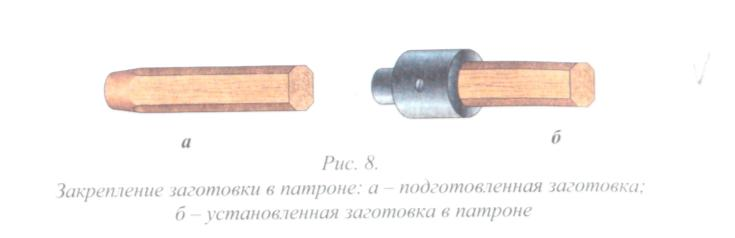 а
б
Рис. 8.
Закрепление заготовки в патроне: а – подготовленная заготовка;
б – установленная заготовка в патроне